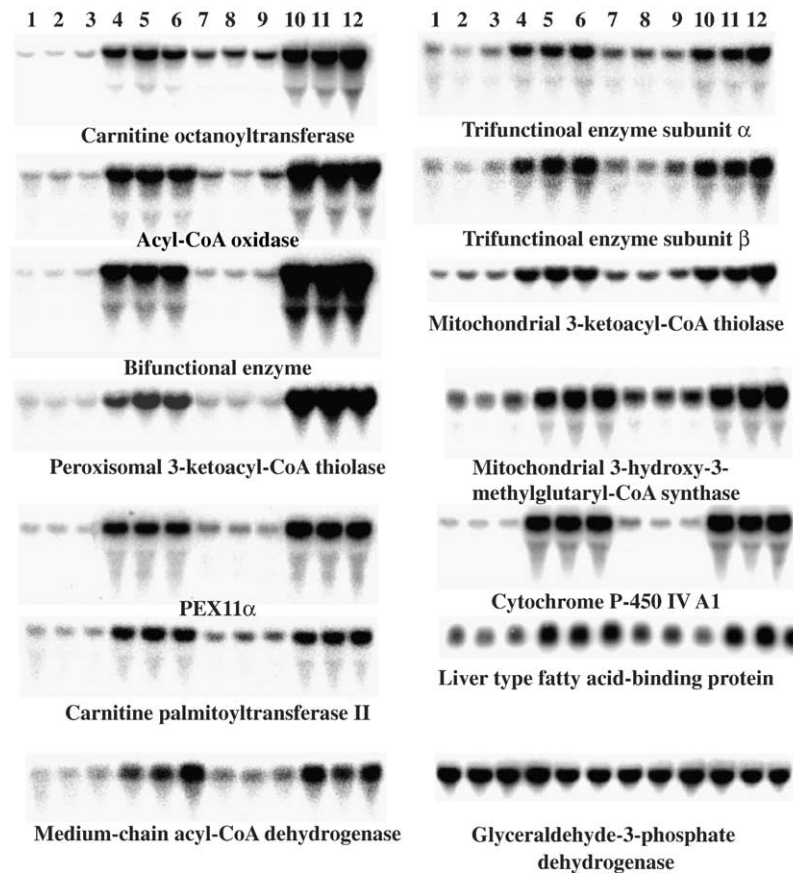 1 2 3 4 5 6 7 8 9 10 11 12
Carnitine octanoyltransferase
Acyl-CoA oxidase
Bifunctional enzyme
Peroxisomal 3-ketoacyl-CoA thiolase
PEX11α
Carnitine palmitoyltransferase II
Medium-chain acyl-CoA dehydrogenase
1 2 3 4 5 6 7 8 9 10 11 12
Trifunctinoal enzyme subunit α
Trifunctinoal enzyme subunit β
Mitochondrial 3-ketoacyl-CoA thiolase
Mitochondrial 3-hydroxy-3-
methylglutaryl-CoA synthase
Cytochrome P-450 IV A1
Liver type fatty acid-binding protein
Glyceraldehyde-3-phosphate
dehydrogenase